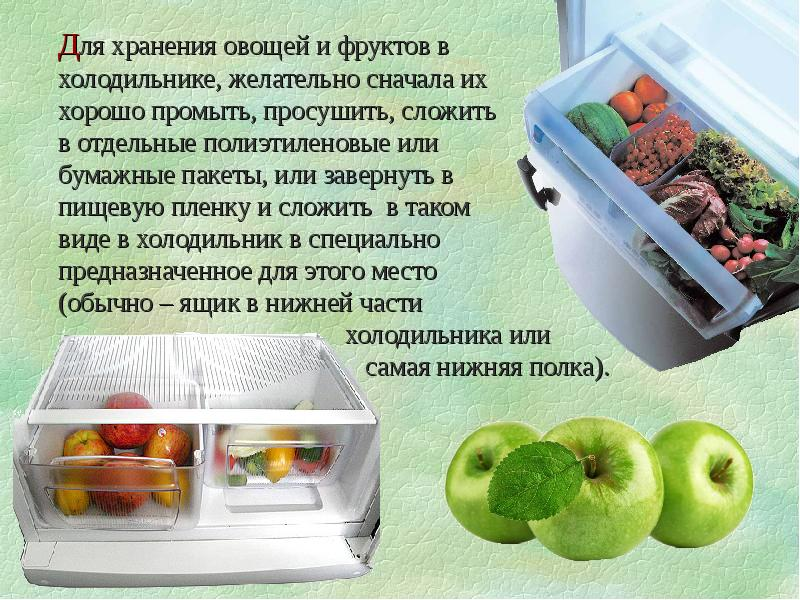 Для хранения овощей и фруктов в
холодильнике, желательно сначала их
хорошо промыть, просушить, сложить
в отдельные полиэтиленовые или
бумажные пакеты, или завернуть в
пищевую пленку и сложить  в таком
виде в холодильник в специально
предназначенное для этого место
(обычно – ящик в нижней части
холодильника или
самая нижняя полка).